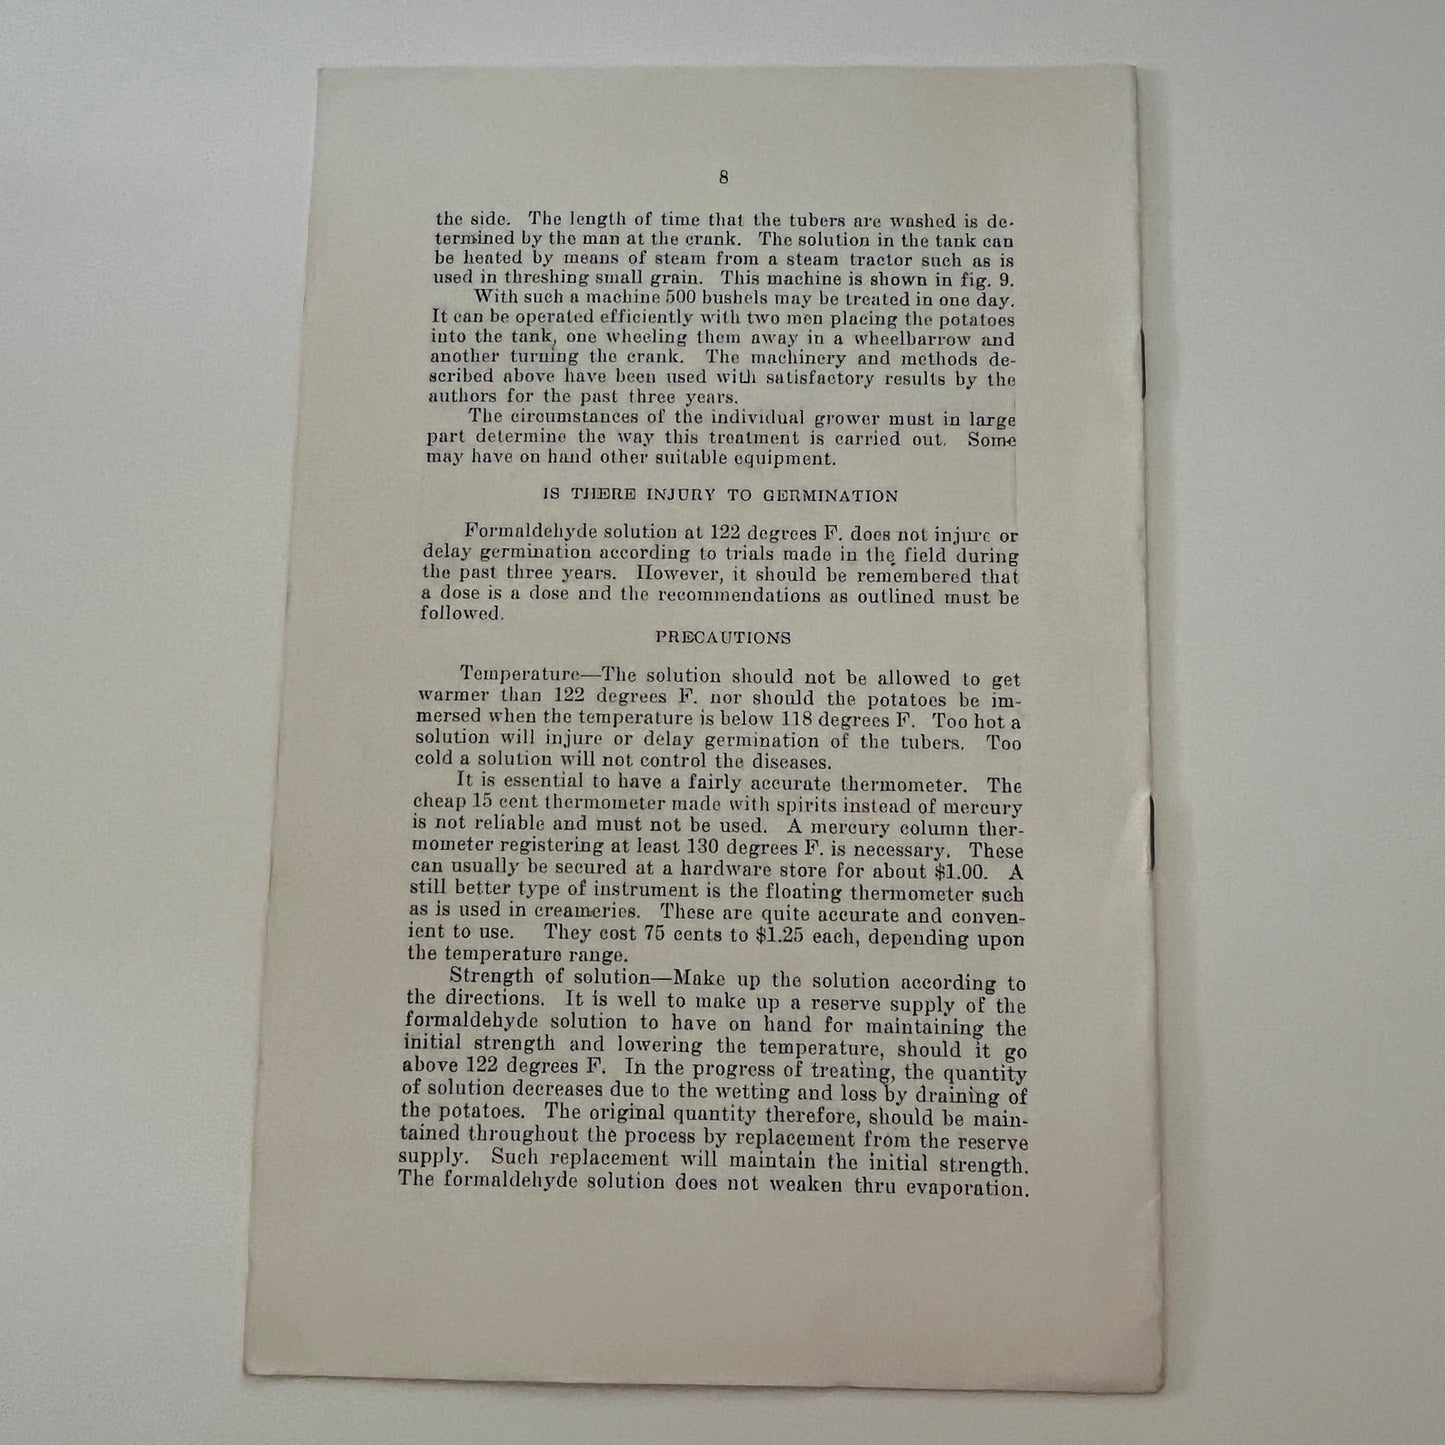 8
the side. The length of time that the tubers are washed is de-
termined by the man at the crank. The solution in the tank can
be heated by means of steam from a steam tractor such as is
used in threshing small grain. This machine is shown in fig. 9.
With such a machine 500 bushels may be treated in one day.
It can be operated efficiently with two men placing the potatoes
into the tank, one wheeling them away in a wheelbarrow and
another turning the crank. The machinery and methods de-
scribed above have been used with satisfactory results by the
authors for the past three years.
The circumstances of the individual grower must in large
part determine the way this treatment is carried out. Some
may have on hand other suitable equipment.
IS THERE INJURY TO GERMINATION
Formaldehyde solution at 122 degrees F. does not injure or
delay germination according to trials made in the field during
the past three years. However, it should be remembered that
a dose is a dose and the recommendations as outlined must be
followed.
PRECAUTIONS
Temperature—The solution should not be allowed to get
warmer than 122 degrees F. nor should the potatoes be im-
mersed when the temperature is below 118 degrees F. Too hot a
solution will injure or delay germination of the tubers. Too
cold a solution will not control the diseases.
It is essential to have a fairly accurate thermometer. The
cheap 15 cent thermometer made with spirits instead of mercury
is not reliable and must not be used. A mercury column ther-
mometer registering at least 130 degrees F. is necessary. These
can usually be secured at a hardware store for about $1.00. A
still better type of instrument is the floating thermometer such
as is used in creameries. These are quite accurate and conven-
ient to use. They cost 75 cents to $1.25 each, depending upon
the temperature range.
Strength of solution—Make up the solution according to
the directions. It is well to make up a reserve supply of the
formaldehyde solution to have on hand for maintaining the
initial strength and lowering the temperature, should it go
above 122 degrees F. In the progress of treating, the quantity
of solution decreases due to the wetting and loss by draining of
the potatoes. The original quantity therefore, should be main-
tained throughout the process by replacement from the reserve
supply. Such replacement will maintain the initial strength.
The formaldehyde solution does not weaken thru evaporation.